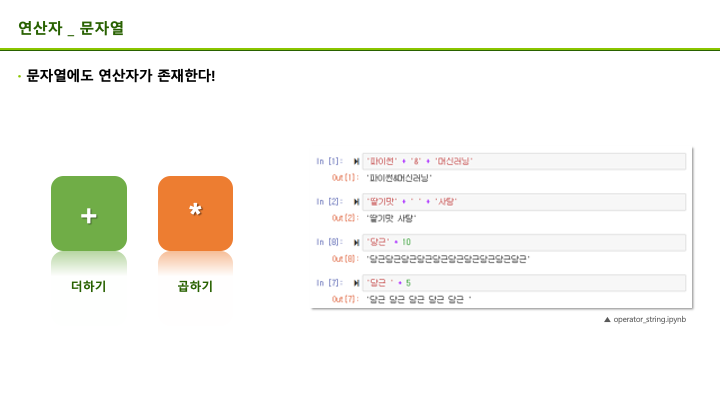 연산자 _ 문자열
· 문자열에도 연산자가 존재한다!
+
*
더하기
곱하기
In [1]: '파이썬' + '&' + '머신러닝'
Out[1]: '파이썬&머신러닝'
In [2]: '딸기맛' + ' ' + '사탕'
Out[2]: '딸기맛 사탕'
In [8]: '당근' * 10
Out[8]: '당근당근당근당근당근당근당근당근당근당근'
In [7]: '당근 ' * 5
Out[7]: '당근 당근 당근 당근 당근 '
▲ operator_string.ipynb